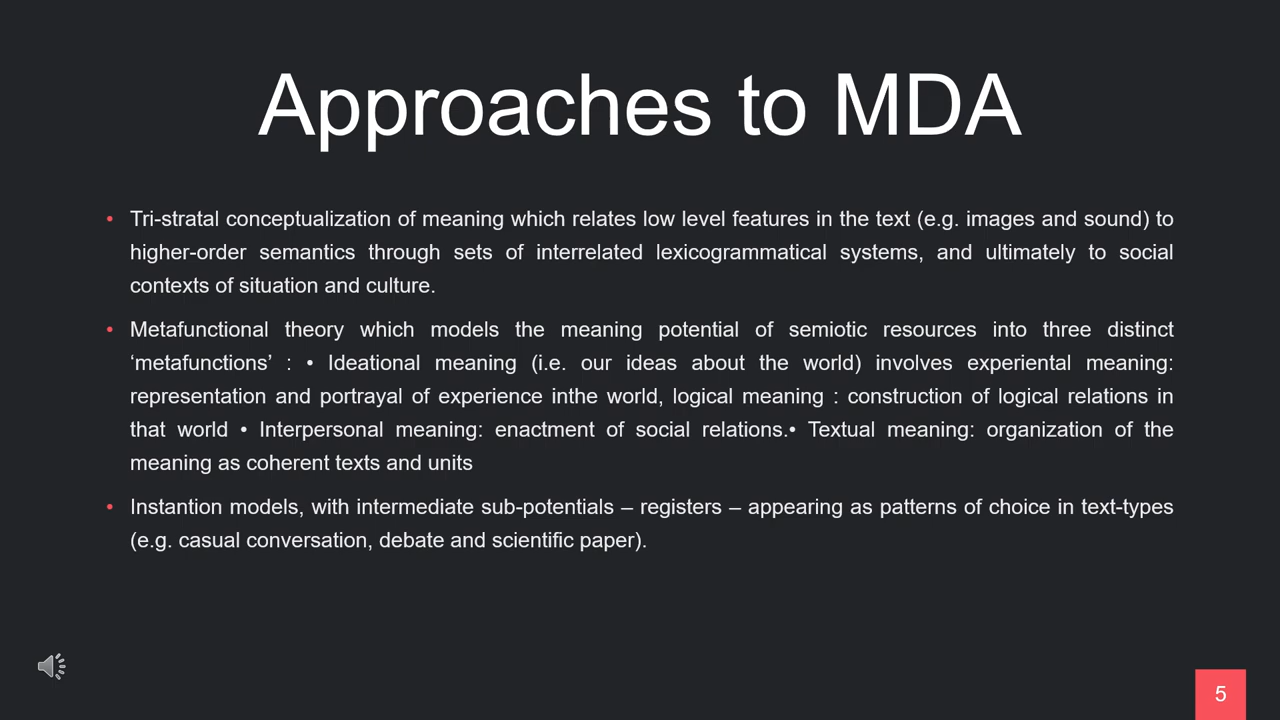 Approaches to MDA
• Tri-stratal conceptualization of meaning which relates low level features in the text (e.g. images and sound) to
higher-order semantics through sets of interrelated lexicogrammatical systems, and ultimately to social
contexts of situation and culture.
• Metafunctional theory which models the meaning potential of semiotic resources into three distinct
‘metafunctions’ : • Ideational meaning (i.e. our ideas about the world) involves experiental meaning:
representation and portrayal of experience inthe world, logical meaning : construction of logical relations in
that world • Interpersonal meaning: enactment of social relations.• Textual meaning: organization of the
meaning as coherent texts and units
• Instantion models, with intermediate sub-potentials – registers – appearing as patterns of choice in text-types
(e.g. casual conversation, debate and scientific paper).
5